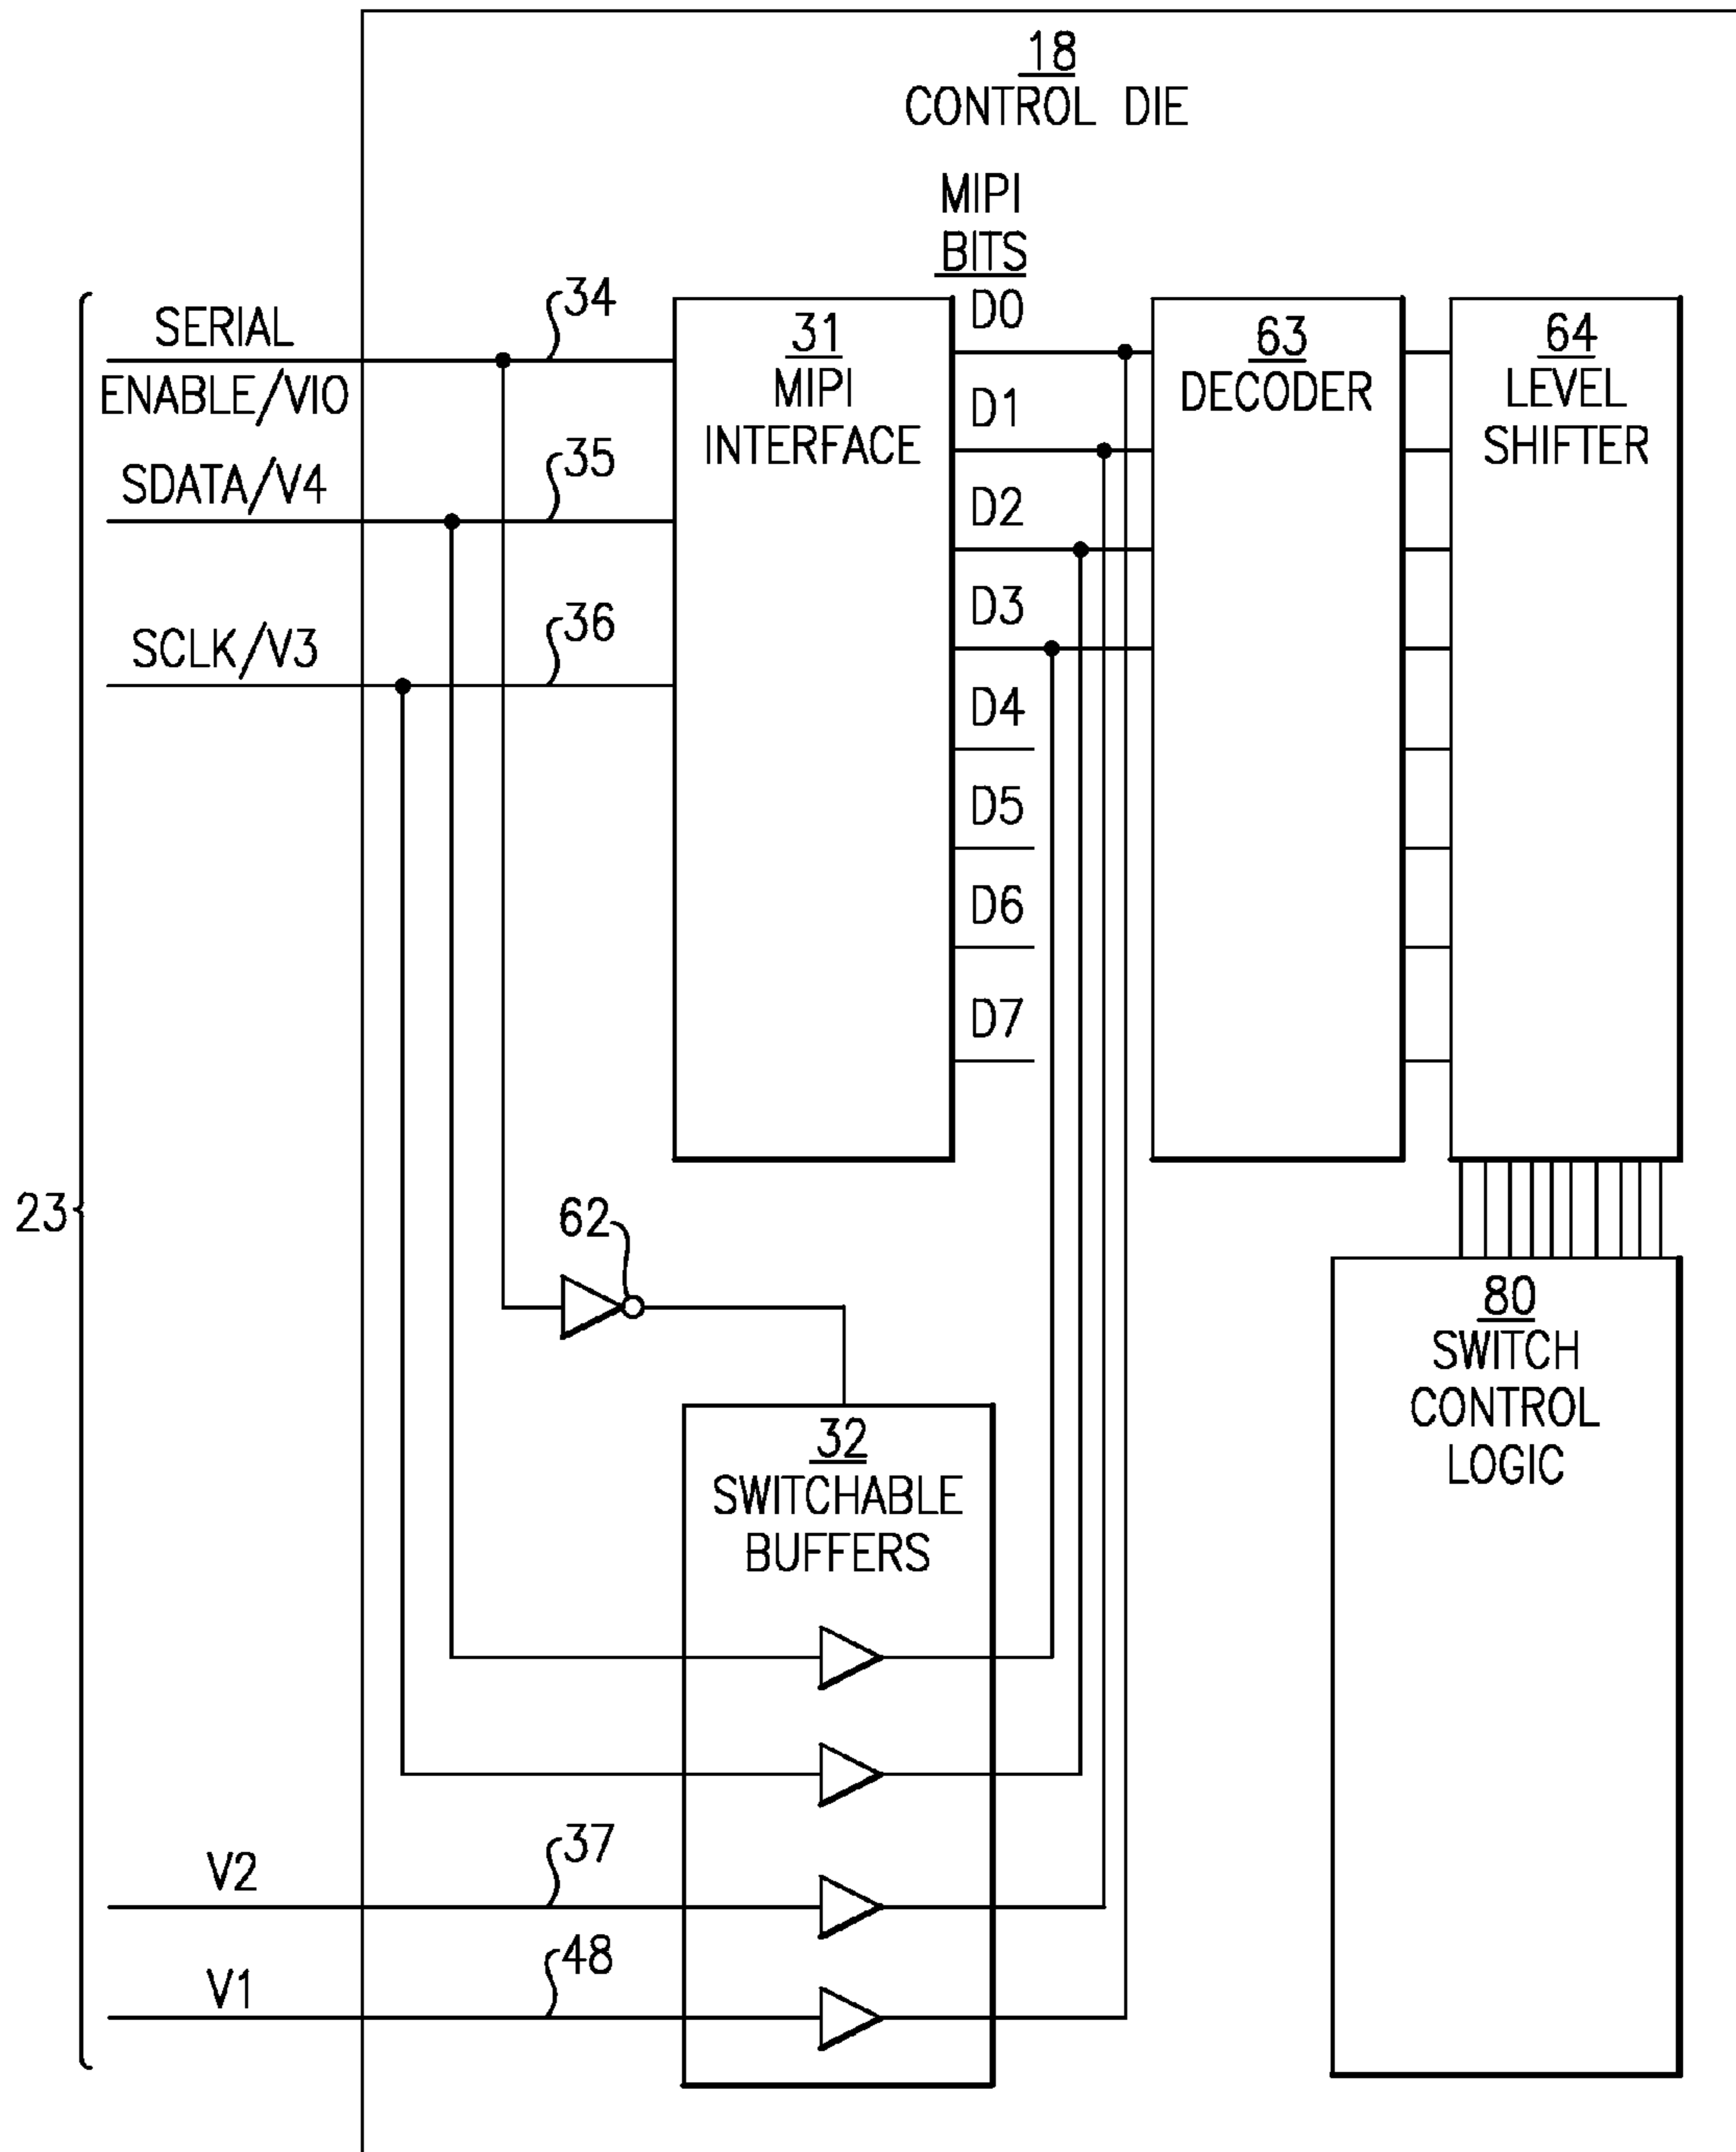 18
CONTROL DIE
MIPI
BITS
SERIAL
ENABLE/VIO
34
SDATA/V4
35
SCLK/V3
36
31
MIPI
INTERFACE
D0
D1
D2
D3
D4
D5
D6
D7
63
DECODER
64
LEVEL
SHIFTER
23
62
32
SWITCHABLE
BUFFERS
80
SWITCH
CONTROL
LOGIC
V2
37
V1
48